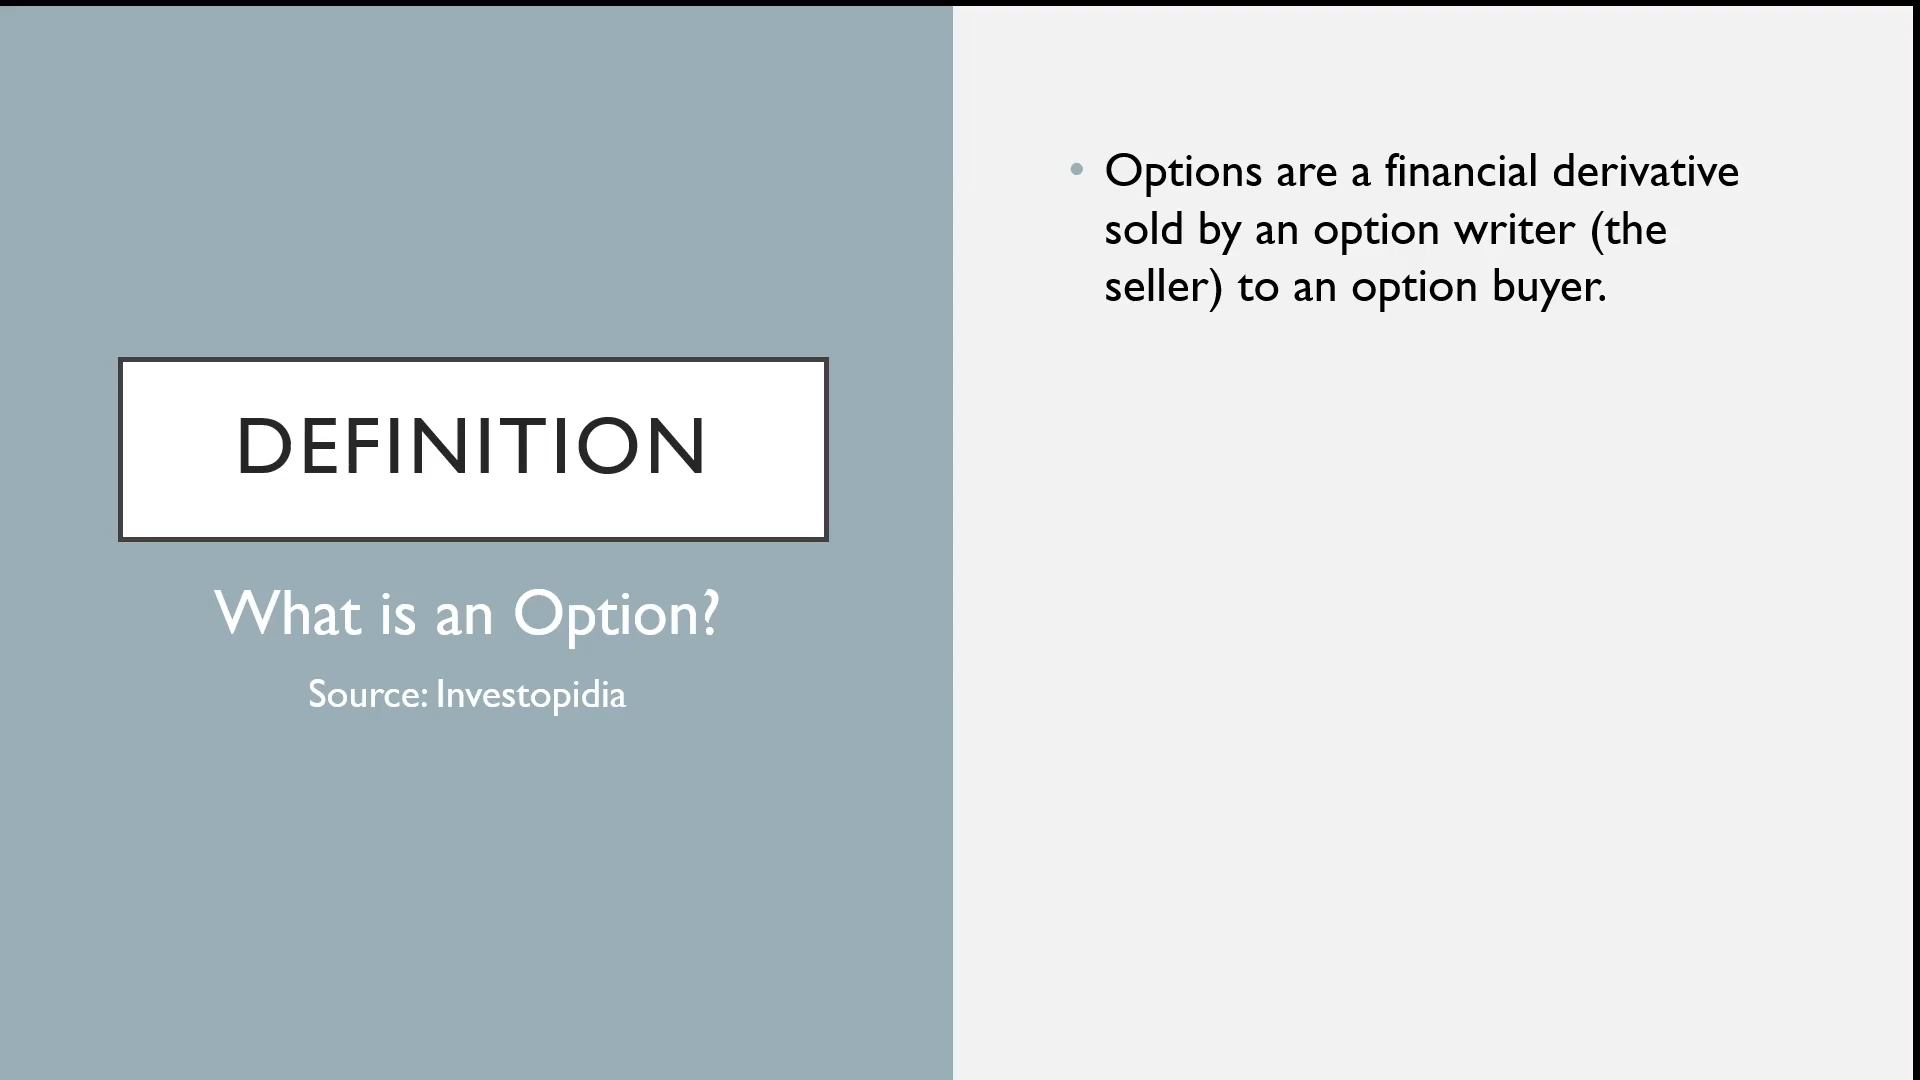 DEFINITION
What is an Option?
Source: Investopidia
• Options are a financial derivative
sold by an option writer (the
seller) to an option buyer.